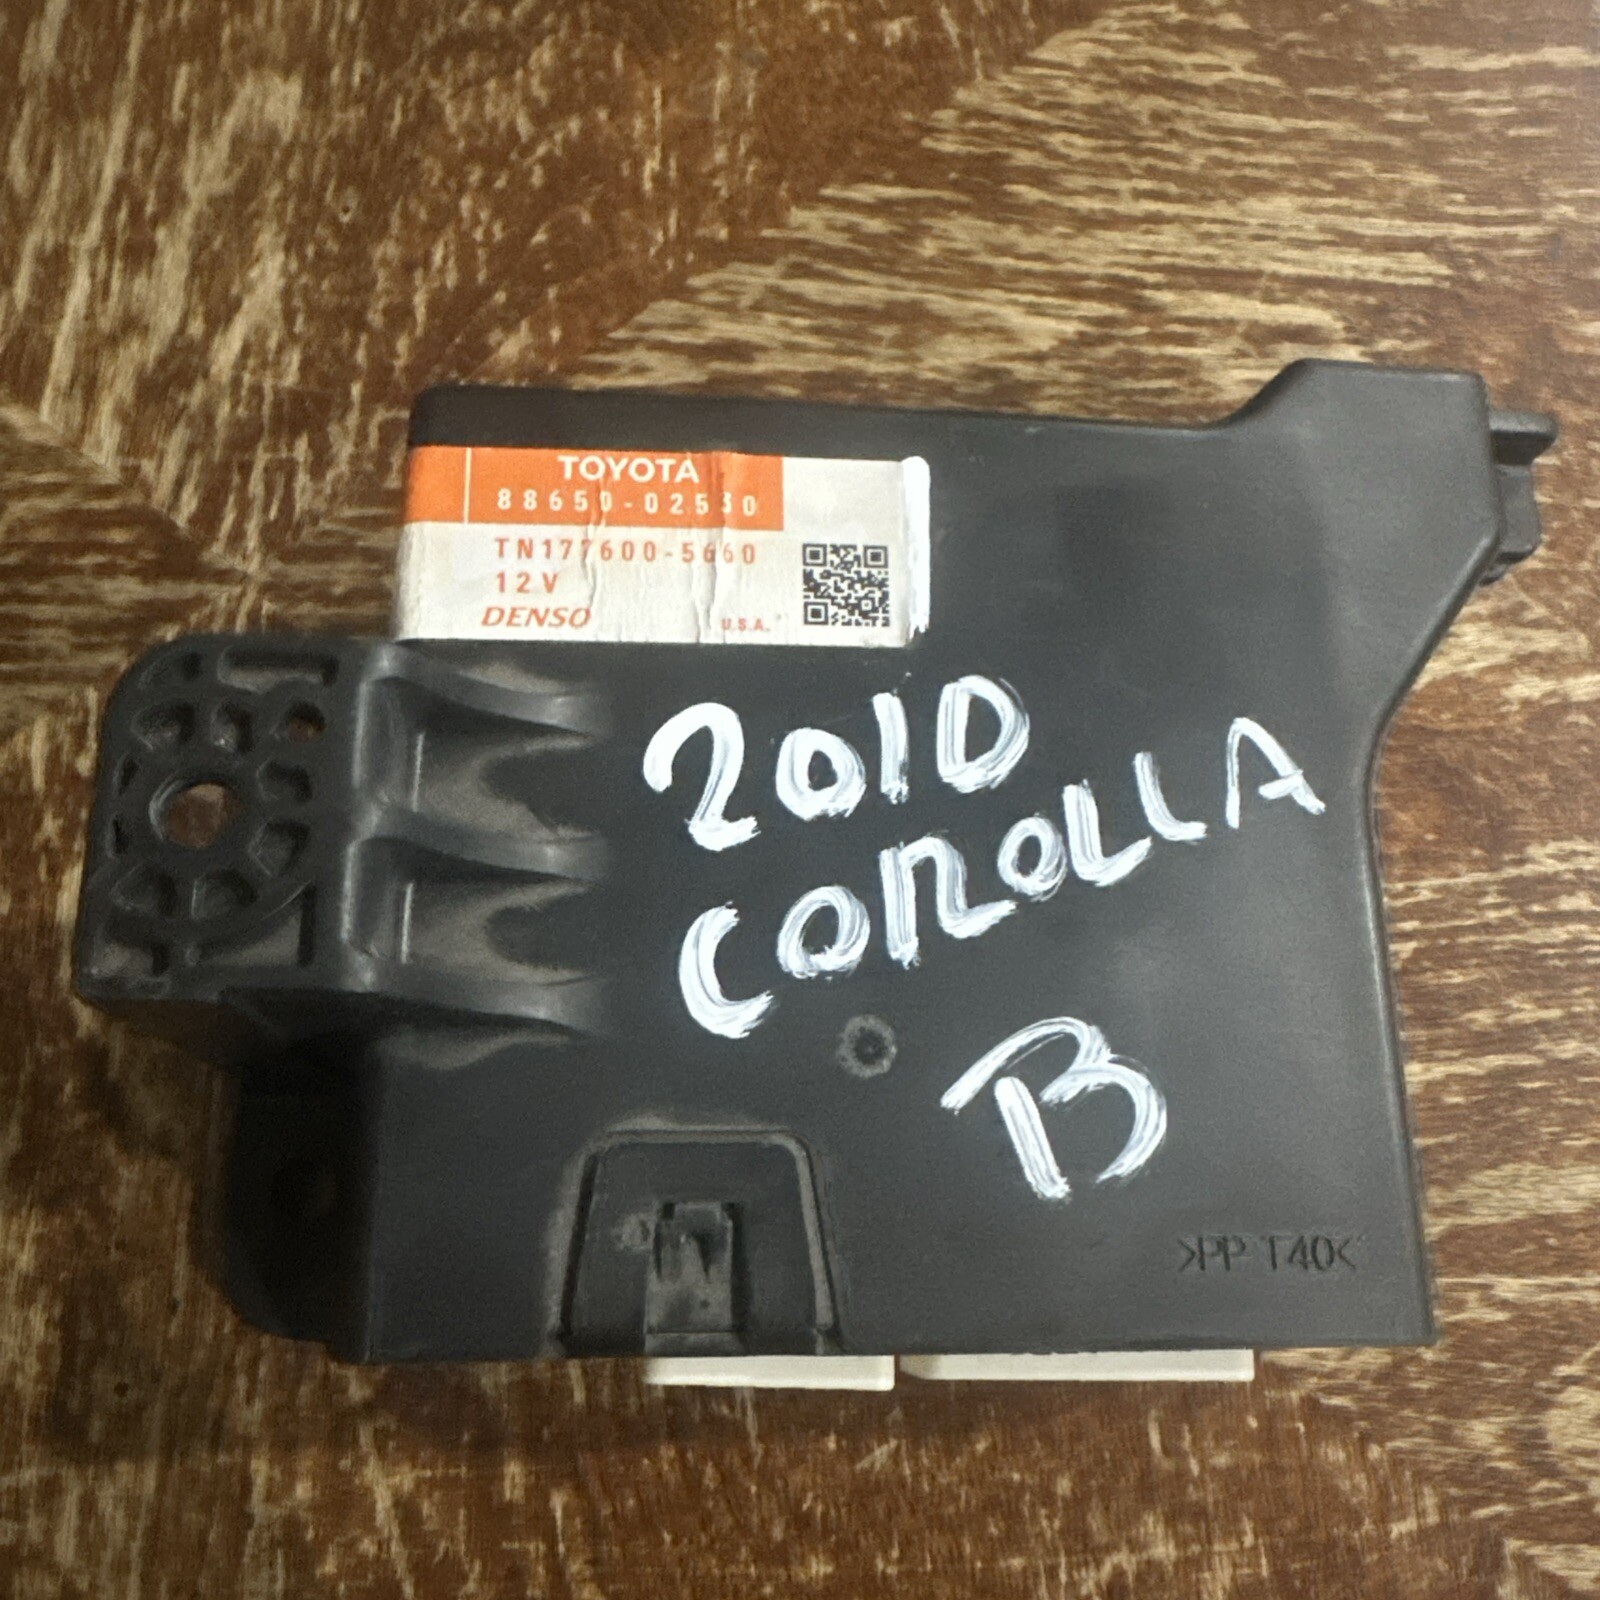 TOYOTA
88650-02530
TN177600-5660
12V
DENSO U.S.A.
2010
COROLLA
B
>PP T40<